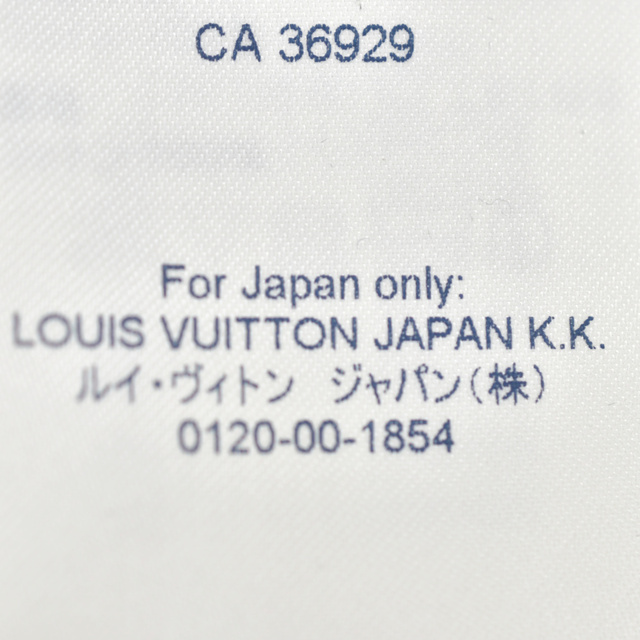 CA 36929
For Japan only:
LOUIS VUITTON JAPAN K.K.
ルイ・ヴィトン　ジャパン(株)
0120-00-1854